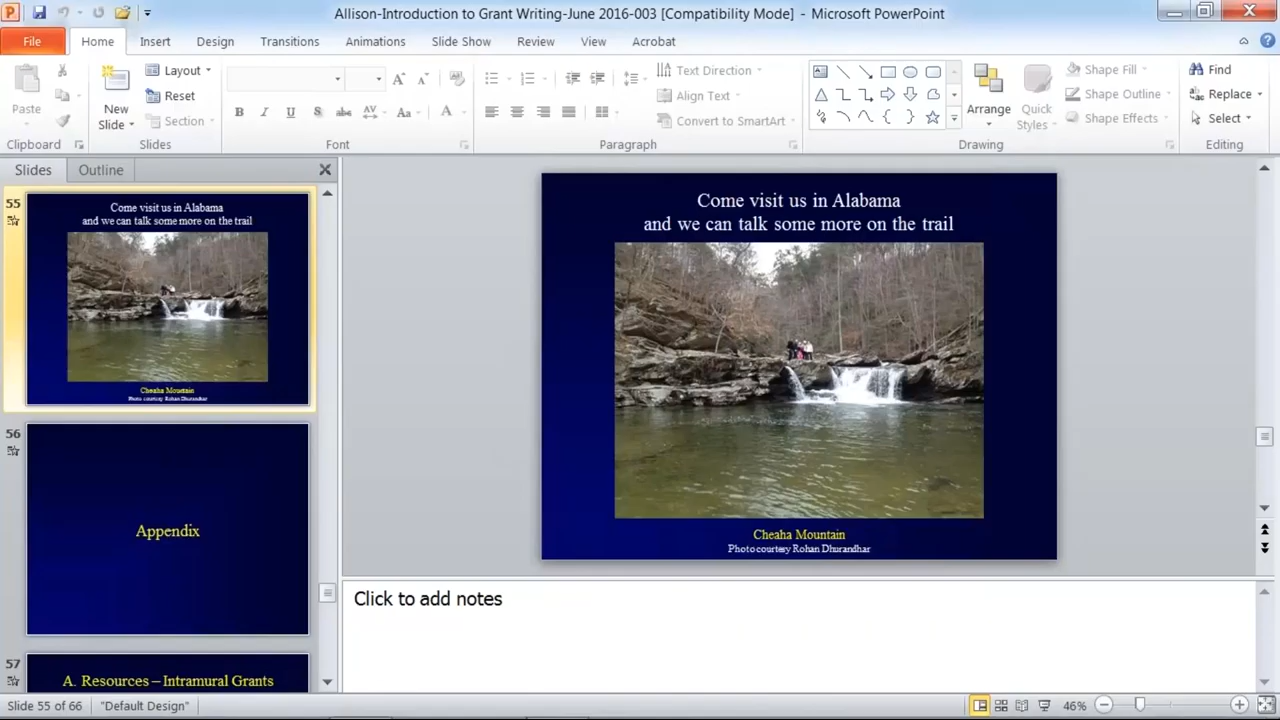 Allison-Introduction to Grant Writing-June 2016-003 [Compatibility Mode] - Microsoft PowerPoint
File Home Insert Design Transitions Animations Slide Show Review View Acrobat
Paste
Clipboard
New
Slide
Layout
Reset
Section
Slides
B I U S abc AV Aa A
Font
Text Direction
Align Text
Convert to SmartArt
Paragraph
Arrange
Quick
Styles
Shape Fill
Shape Outline
Shape Effects
Drawing
Find
Replace
Select
Editing
Slides Outline
55
Come visit us in Alabama
and we can talk some more on the trail
Cheaha Mountain
Photo courtesy Rohan Dhurandhar
56
Appendix
57
A. Resources – Intramural Grants
Come visit us in Alabama
and we can talk some more on the trail
Cheaha Mountain
Photo courtesy Rohan Dhurandhar
Click to add notes
Slide 55 of 66 "Default Design" 46%